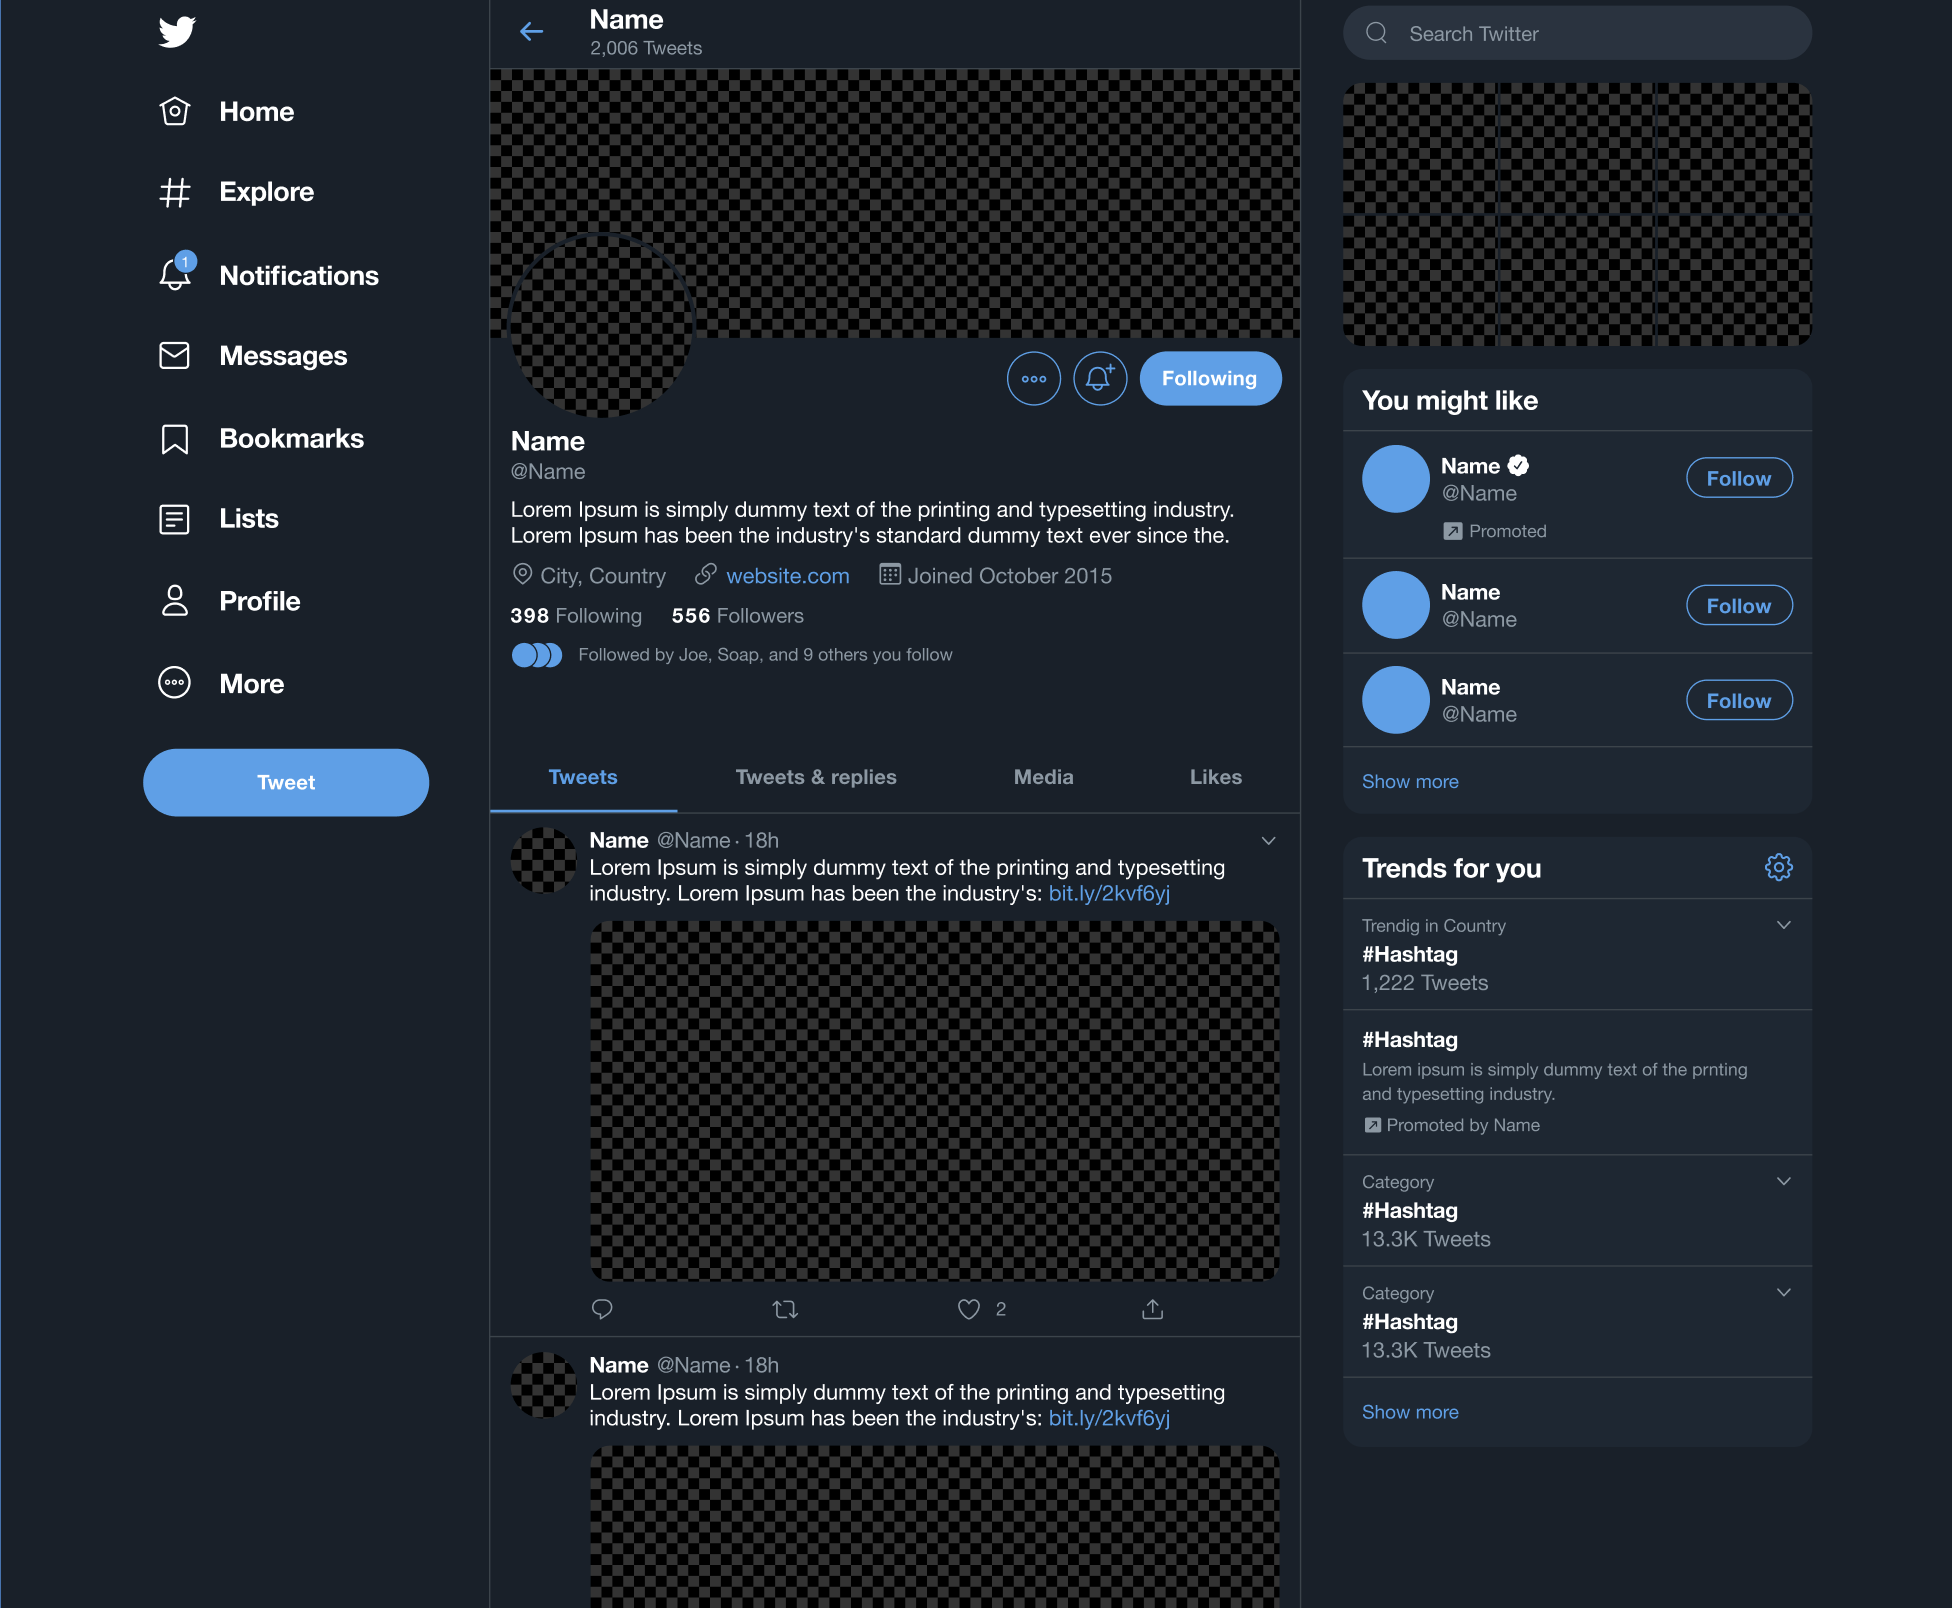 Home
Explore
1
Notifications
Messages
Bookmarks
Lists
Profile
More
Tweet
Name
2,006 Tweets
Following
Name
@Name
Lorem Ipsum is simply dummy text of the printing and typesetting industry.
Lorem Ipsum has been the industry's standard dummy text ever since the.
City, Country website.com Joined October 2015
398 Following 556 Followers
Followed by Joe, Soap, and 9 others you follow
Tweets Tweets & replies Media Likes
Name @Name · 18h
Lorem Ipsum is simply dummy text of the printing and typesetting
industry. Lorem Ipsum has been the industry's: bit.ly/2kvf6yj
2
Name @Name · 18h
Lorem Ipsum is simply dummy text of the printing and typesetting
industry. Lorem Ipsum has been the industry's: bit.ly/2kvf6yj
Search Twitter
You might like
Name
@Name
Follow
Promoted
Name
@Name
Follow
Name
@Name
Follow
Show more
Trends for you
Trendig in Country
#Hashtag
1,222 Tweets
#Hashtag
Lorem ipsum is simply dummy text of the prnting
and typesetting industry.
Promoted by Name
Category
#Hashtag
13.3K Tweets
Category
#Hashtag
13.3K Tweets
Show more